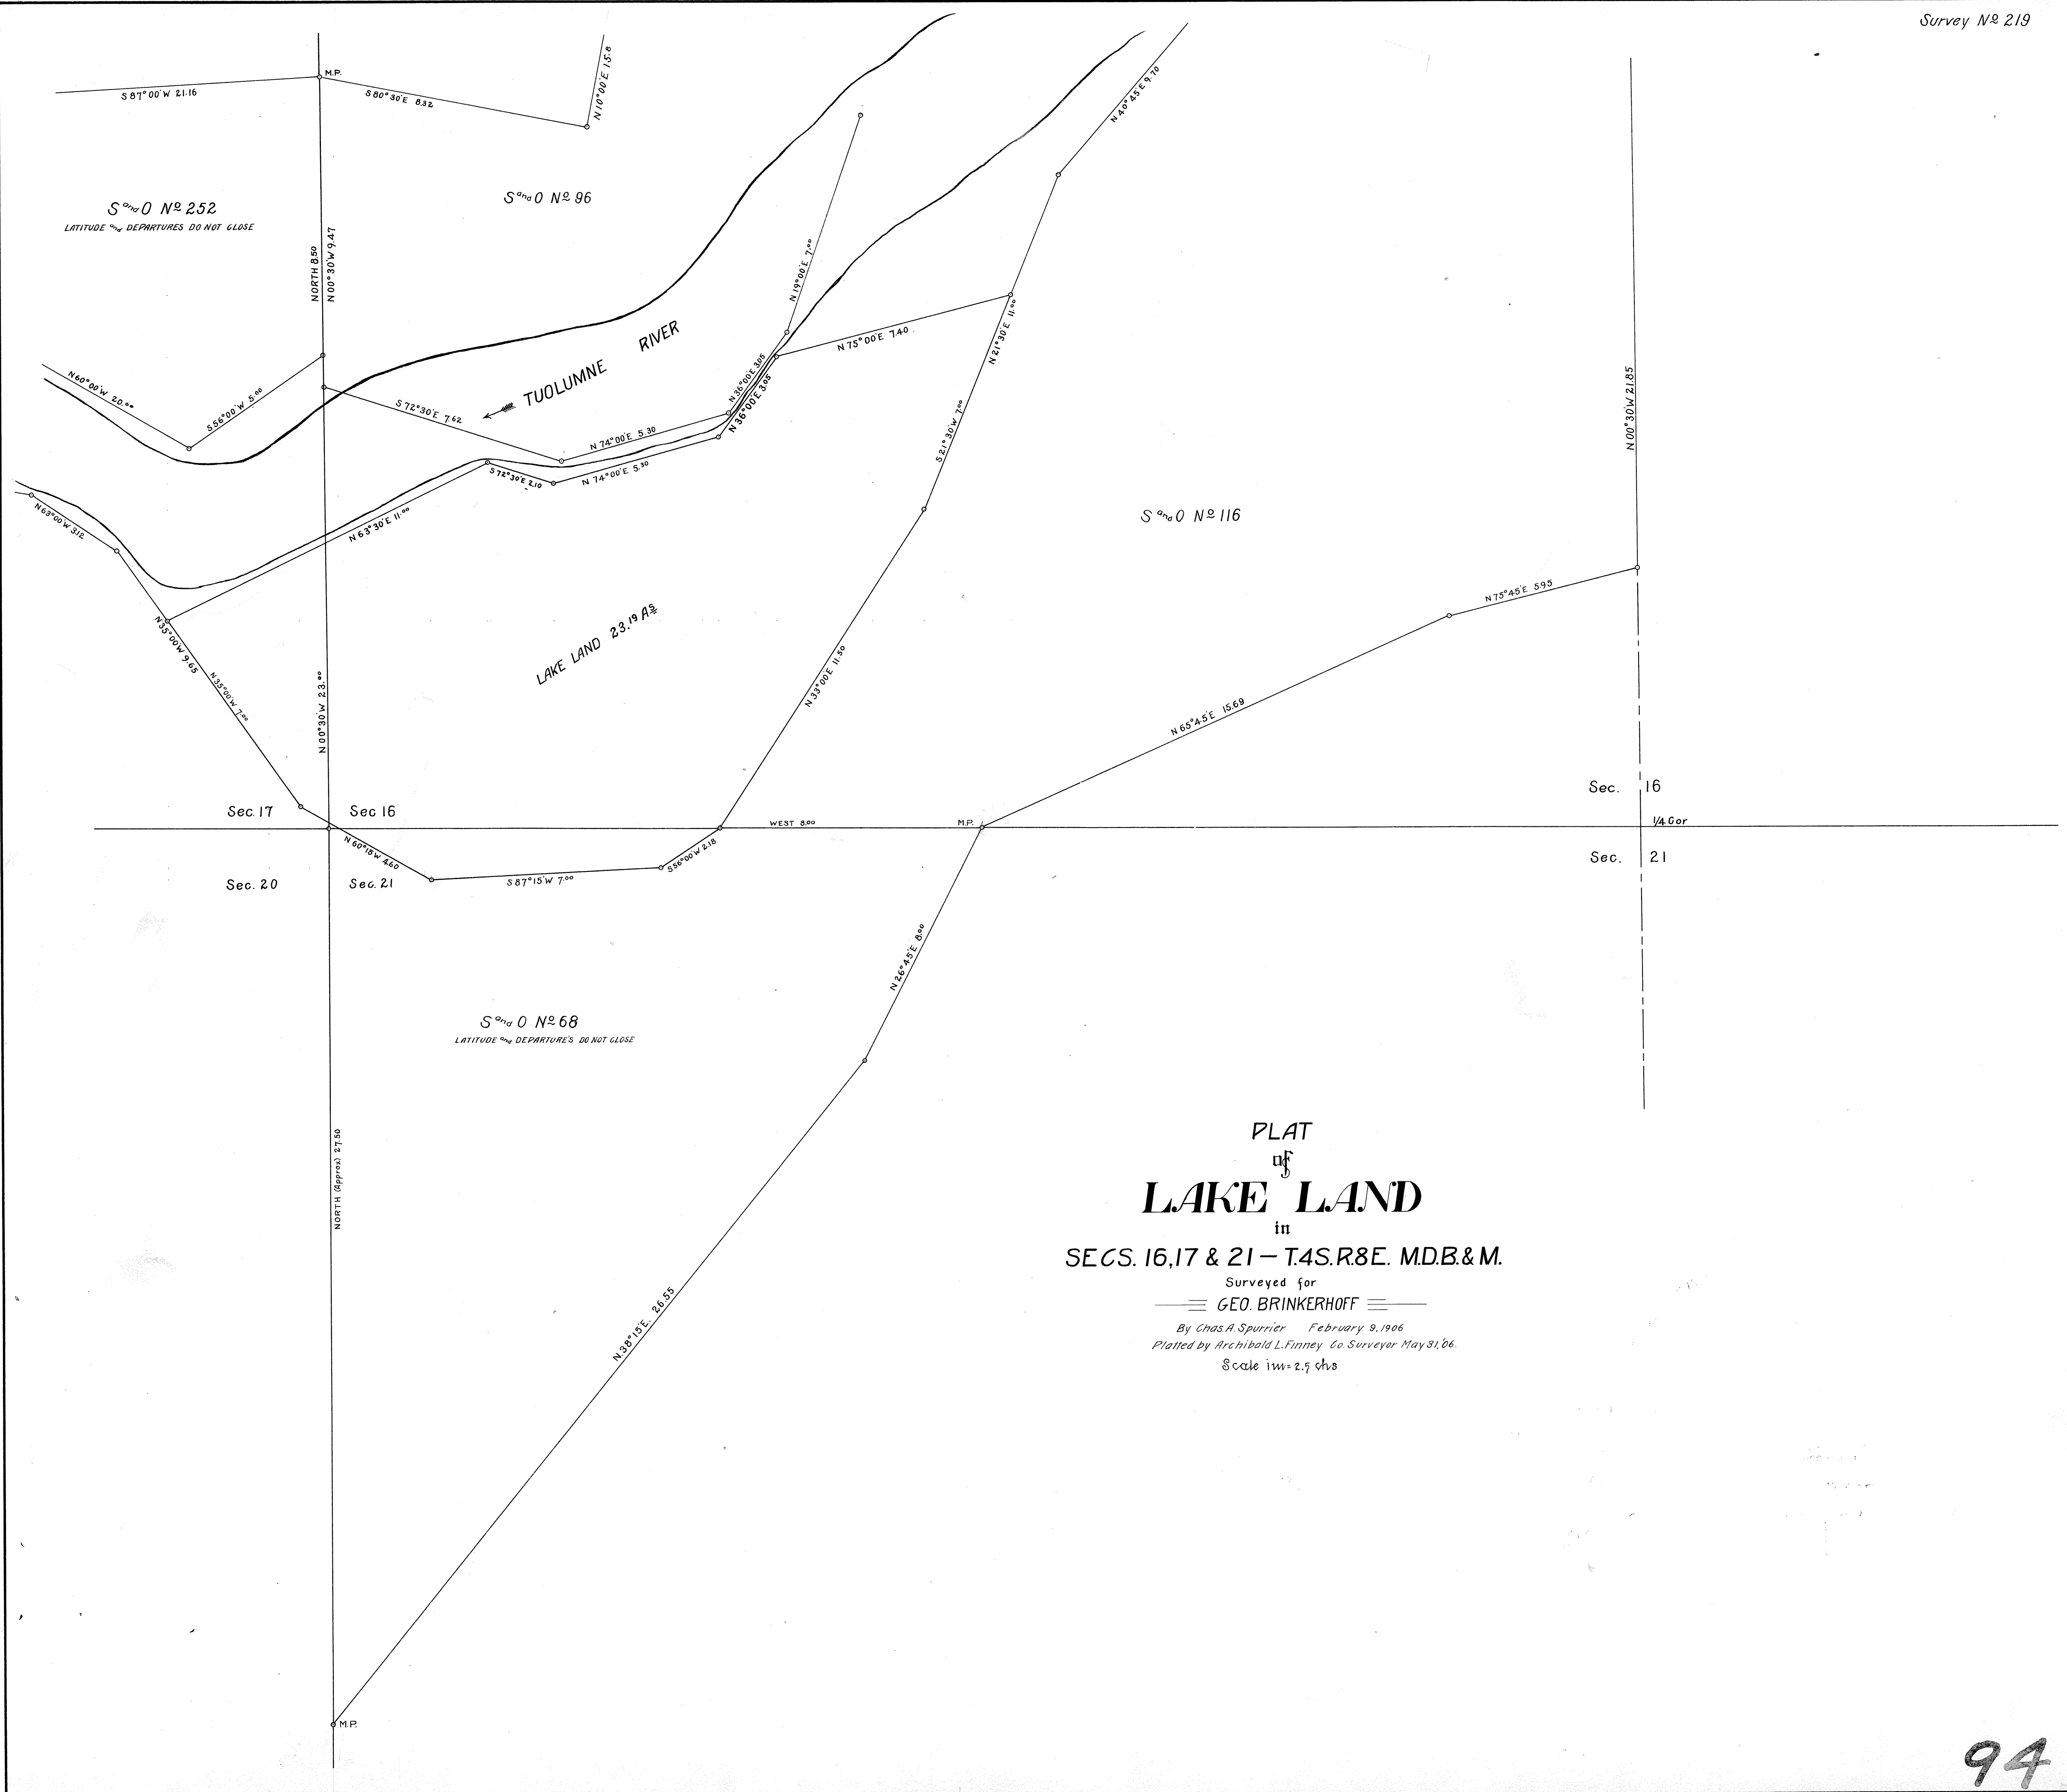 Survey Nº 219
M.P.
S 87°00'W 21.16
S 80°30'E 8.32
N 10°00'E 15.8
N 40°45'E 9.70
S and O Nº 252
LATITUDE and DEPARTURES DO NOT CLOSE
S and O Nº 96
NORTH 8.50
N 00°30'W 9.47
N 19°00'E 7.00
TUOLUMNE RIVER
N 75°00'E 7.40
N 21°30'E 11.00
N 60°00'W 20.00
S 56°00'W 5.00
S 72°30'E 7.62
N 36°00'E 3.05
N 36°00'E 3.05
N 74°00'E 5.30
N 74°00'E 5.30
S 72°30'E 2.10
S 21°30'W 7.00
N 00°30'W 21.85
N 63°00'W 3.12
N 63°30'E 11.00
S and O Nº 116
N 75°45'E 5.95
LAKE LAND 23.19 As
N 35°00'W 9.65
N 35°00'W 7.00
N 00°30'W 23.00
N 33°00'E 11.50
N 65°45'E 15.69
Sec. 17
Sec 16
Sec. 16
WEST 8.00
M.P.
1/4 Cor
N 60°15'W 4.60
S 56°00'W 2.18
S 87°15'W 7.00
Sec. 21
Sec. 20
Sec. 21
N 26°45'E 8.00
S and O Nº 68
LATITUDE and DEPARTURE'S DO NOT CLOSE
NORTH (Approx) 27.50
N. 38°15'E. 26.55
M.P.
PLAT
of
LAKE LAND
in
SECS. 16, 17 & 21 — T.4S. R.8E. M.D.B. & M.
Surveyed for
GEO. BRINKERHOFF
By Chas. A. Spurrier February 9, 1906
Platted by Archibald L. Finney Co. Surveyor May 31, '06.
Scale 1in = 2.5 chs
94